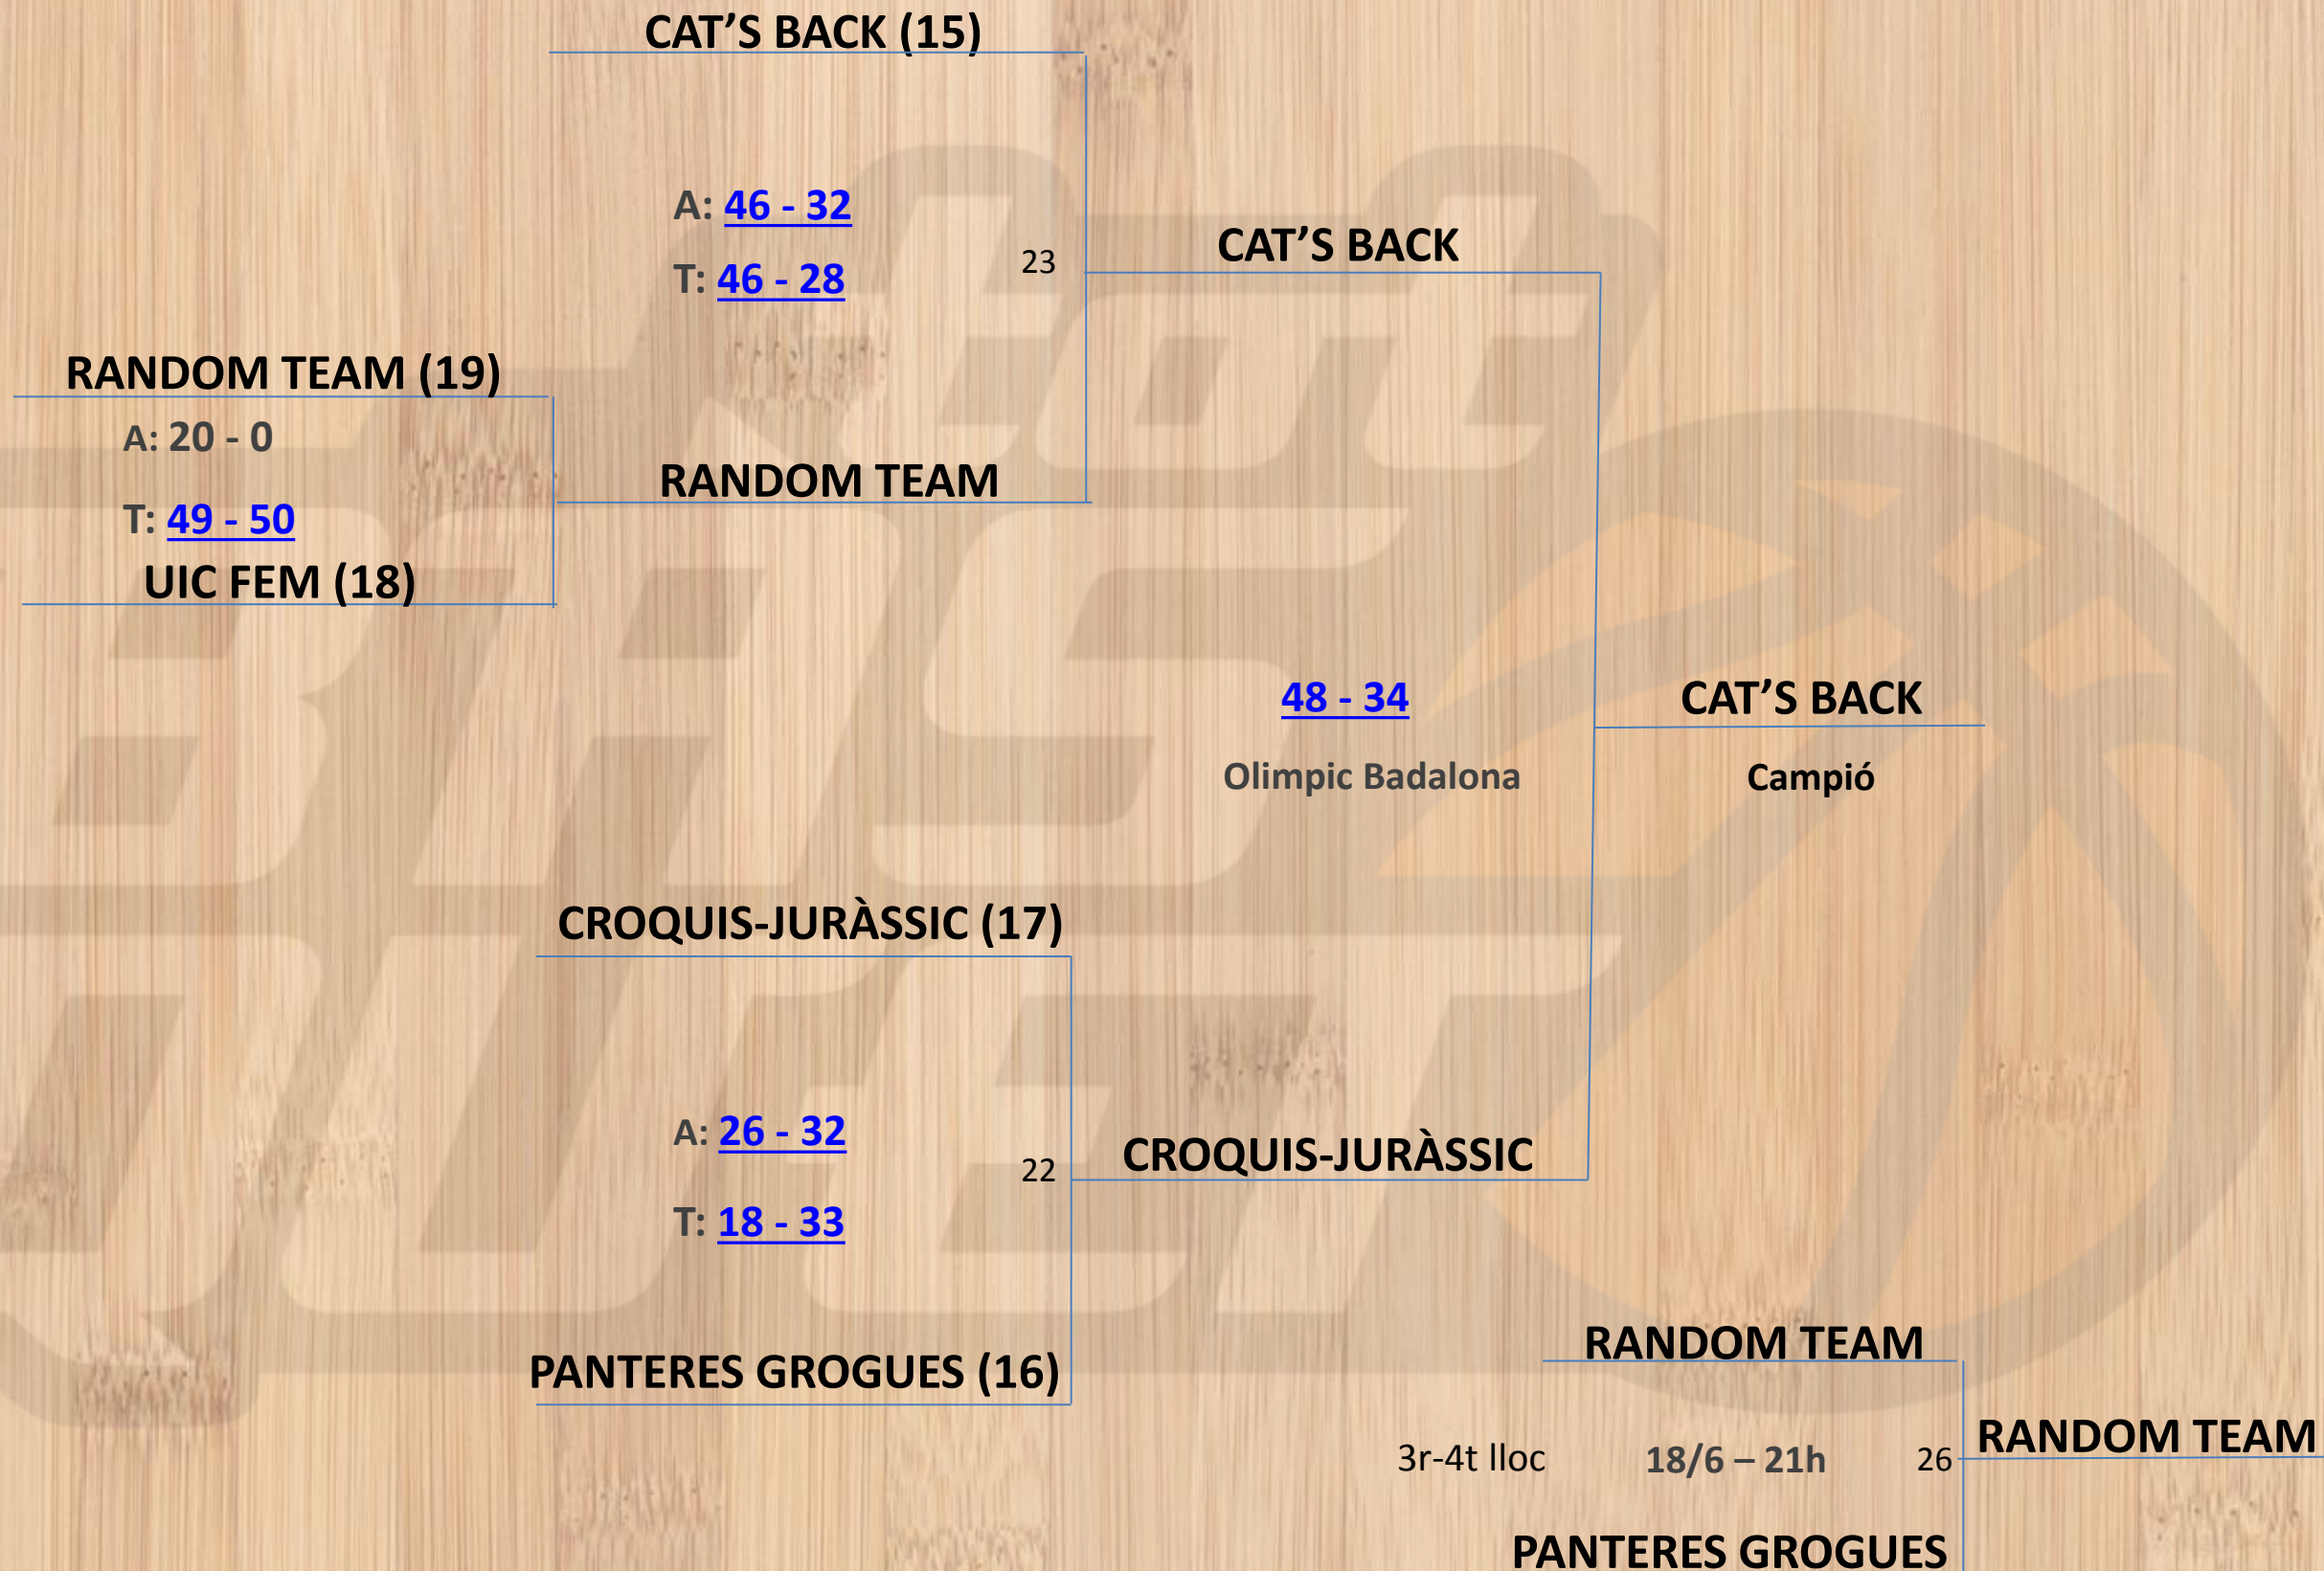 CAT’S BACK (15)
A: 46 - 32
T: 46 - 28
23
CAT’S BACK
RANDOM TEAM (19)
A: 20 - 0
T: 49 - 50
UIC FEM (18)
RANDOM TEAM
48 - 34
Olimpic Badalona
CAT’S BACK
Campió
CROQUIS-JURÀSSIC (17)
A: 26 - 32
T: 18 - 33
22
CROQUIS-JURÀSSIC
PANTERES GROGUES (16)
RANDOM TEAM
3r-4t lloc
18/6 – 21h
26
RANDOM TEAM
PANTERES GROGUES